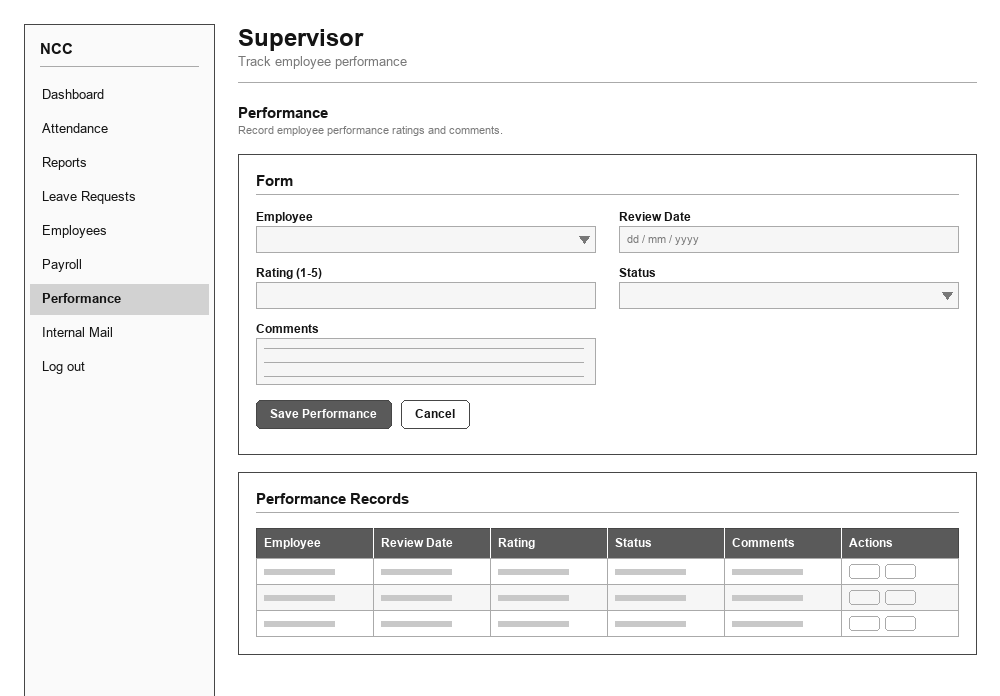 NCC
Dashboard
Attendance
Reports
Leave Requests
Employees
Payroll
Performance
Internal Mail
Log out
Supervisor
Track employee performance
Performance
Record employee performance ratings and comments.
Form
Employee
Review Date
dd / mm / yyyy
Rating (1-5)
Status
Comments
Save Performance
Cancel
Performance Records
Employee Review Date Rating Status Comments Actions